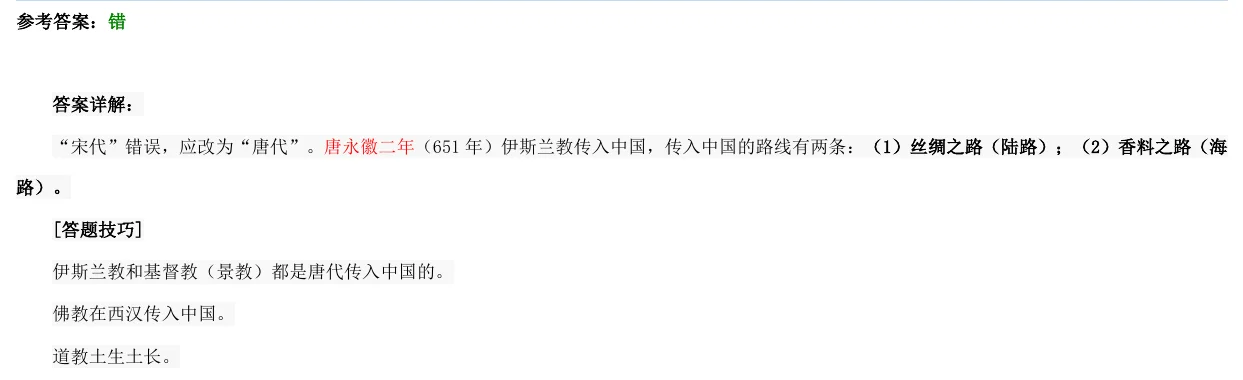 参考答案：错
答案详解：
“宋代”错误，应改为“唐代”。唐永徽二年（651 年）伊斯兰教传入中国，传入中国的路线有两条：（1）丝绸之路（陆路）；（2）香料之路（海
路）。
[答题技巧]
伊斯兰教和基督教（景教）都是唐代传入中国的。
佛教在西汉传入中国。
道教土生土长。